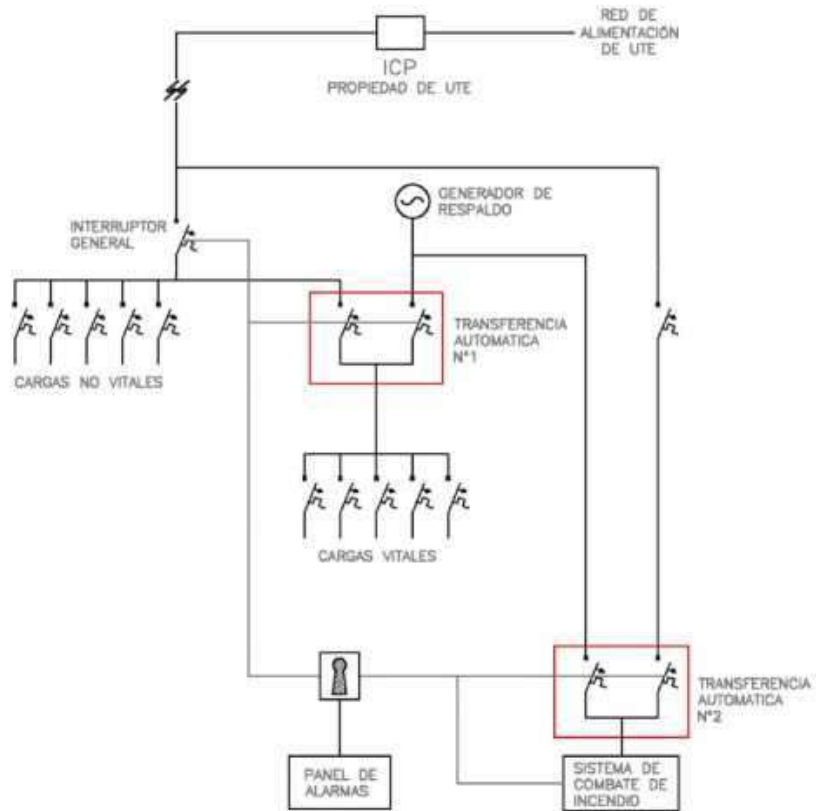 RED DE
ALIMENTACIÓN
DE UTE
ICP
PROPIEDAD DE UTE
GENERADOR DE
RESPALDO
INTERRUPTOR
GENERAL
TRANSFERENCIA
AUTOMATICA
N°1
CARGAS NO VITALES
CARGAS VITALES
TRANSFERENCIA
AUTOMATICA
N°2
PANEL DE
ALARMAS
SISTEMA DE
COMBATE DE
INCENDIO